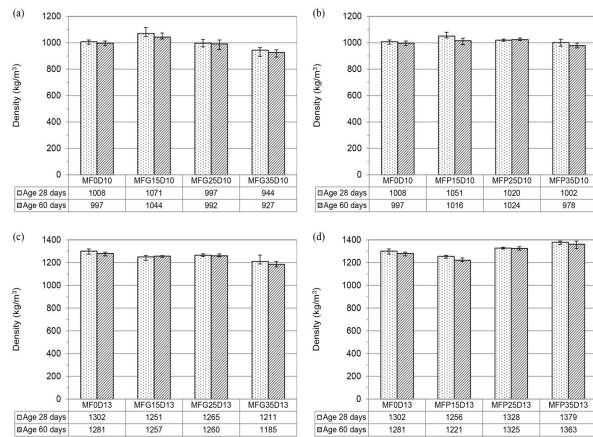 (a)
1200
1000
800
600
400
200
0
Density (kg/m³)
MF0D10 MFG15D10 MFG25D10 MFG35D10
Age 28 days 1008 1071 997 944
Age 60 days 997 1044 992 927
(b)
1200
1000
800
600
400
200
0
Density (kg/m³)
MF0D10 MFP15D10 MFP25D10 MFP35D10
Age 28 days 1008 1051 1020 1002
Age 60 days 997 1016 1024 978
(c)
1400
1200
1000
800
600
400
200
0
Density (kg/m³)
MF0D13 MFG15D13 MFG25D13 MFG35D13
Age 28 days 1302 1251 1265 1211
Age 60 days 1281 1257 1260 1185
(d)
1400
1200
1000
800
600
400
200
0
Density (kg/m³)
MF0D13 MFP15D13 MFP25D13 MFP35D13
Age 28 days 1302 1256 1328 1379
Age 60 days 1281 1221 1325 1363